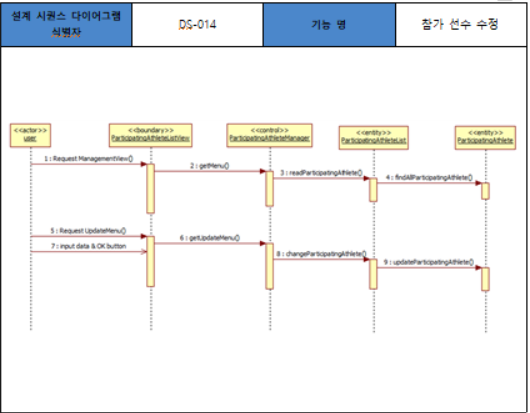 설계 시퀀스 다이어그램
식별자
DS-014
기능 명
참가 선수 수정
<<actor>>
user
<<boundary>>
ParticipatingAthleteListView
<<control>>
ParticipatingAthleteManager
<<entity>>
ParticipatingAthleteList
<<entity>>
ParticipatingAthlete
1 : Request ManagementView()
2 : getMenu()
3 : readParticipatingAthlete()
4 : findAllParticipatingAthlete()
5 : Request UpdateMenu()
6 : getUpdateMenu()
7 : input data & OK button
8 : changeParticipatingAthlete()
9 : updateParticipatingAthlete()